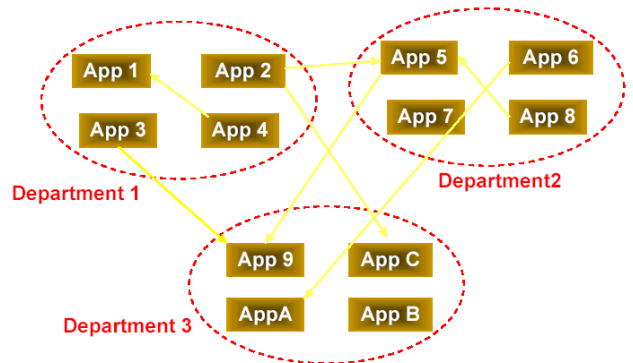 App 1
App 2
App 3
App 4
Department 1
App 5
App 6
App 7
App 8
Department2
App 9
App C
AppA
App B
Department 3